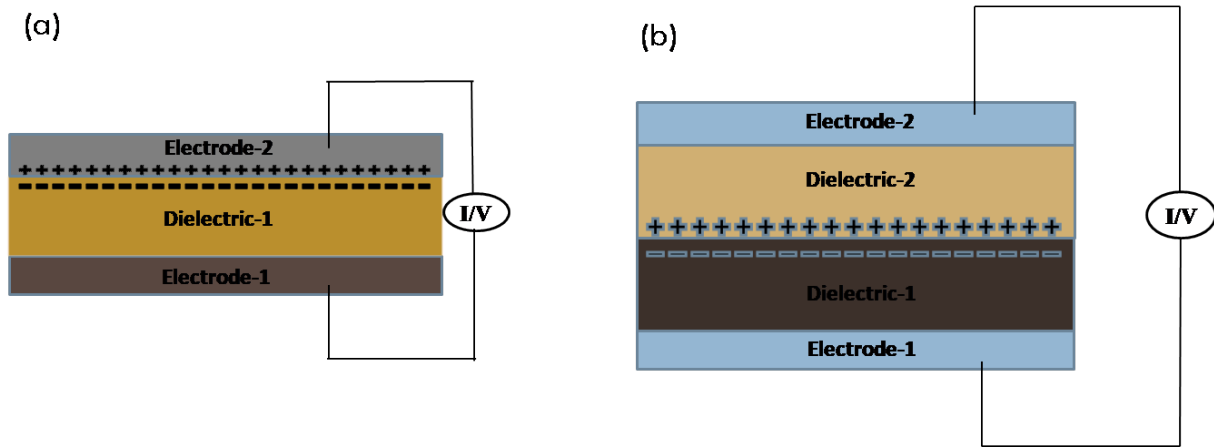 (a)
Electrode-2
+++++++++++++++++++++++++
−−−−−−−−−−−−−−−−−−−−−−−−
Dielectric-1
Electrode-1
I/V
(b)
Electrode-2
Dielectric-2
++++++++++++++++
−−−−−−−−−−−−−−−−
Dielectric-1
Electrode-1
I/V